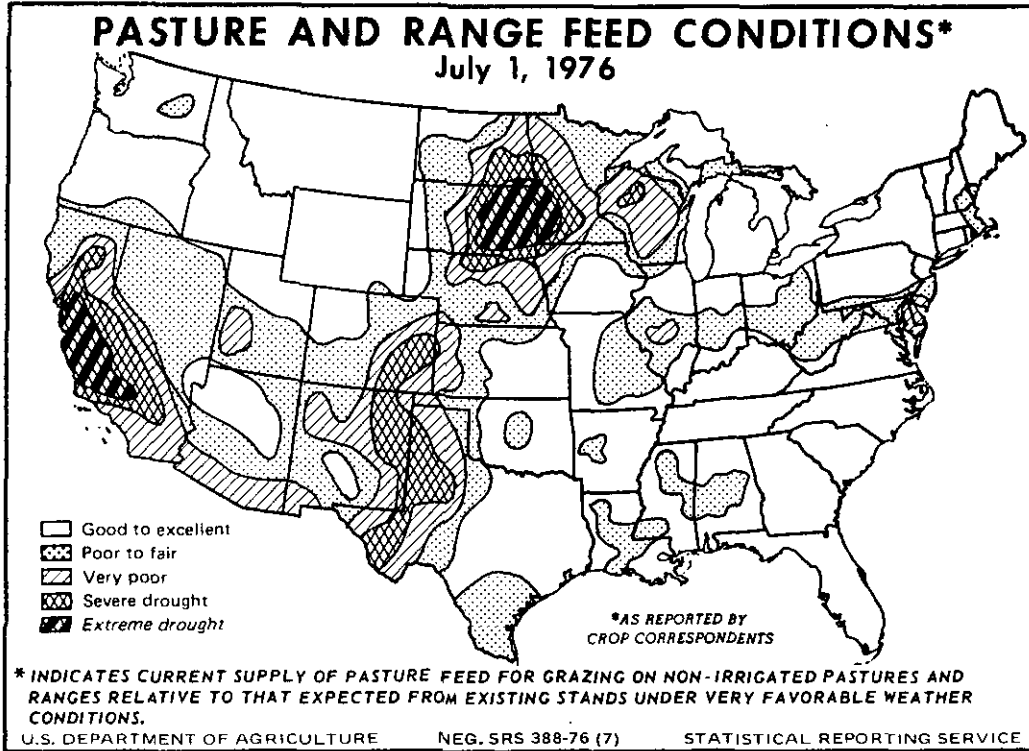 PASTURE AND RANGE FEED CONDITIONS*
July 1, 1976
Good to excellent
Poor to fair
Very poor
Severe drought
Extreme drought
*AS REPORTED BY
CROP CORRESPONDENTS
* INDICATES CURRENT SUPPLY OF PASTURE FEED FOR GRAZING ON NON-IRRIGATED PASTURES AND
RANGES RELATIVE TO THAT EXPECTED FROM EXISTING STANDS UNDER VERY FAVORABLE WEATHER
CONDITIONS.
U.S. DEPARTMENT OF AGRICULTURE NEG. SRS 388-76 (7) STATISTICAL REPORTING SERVICE